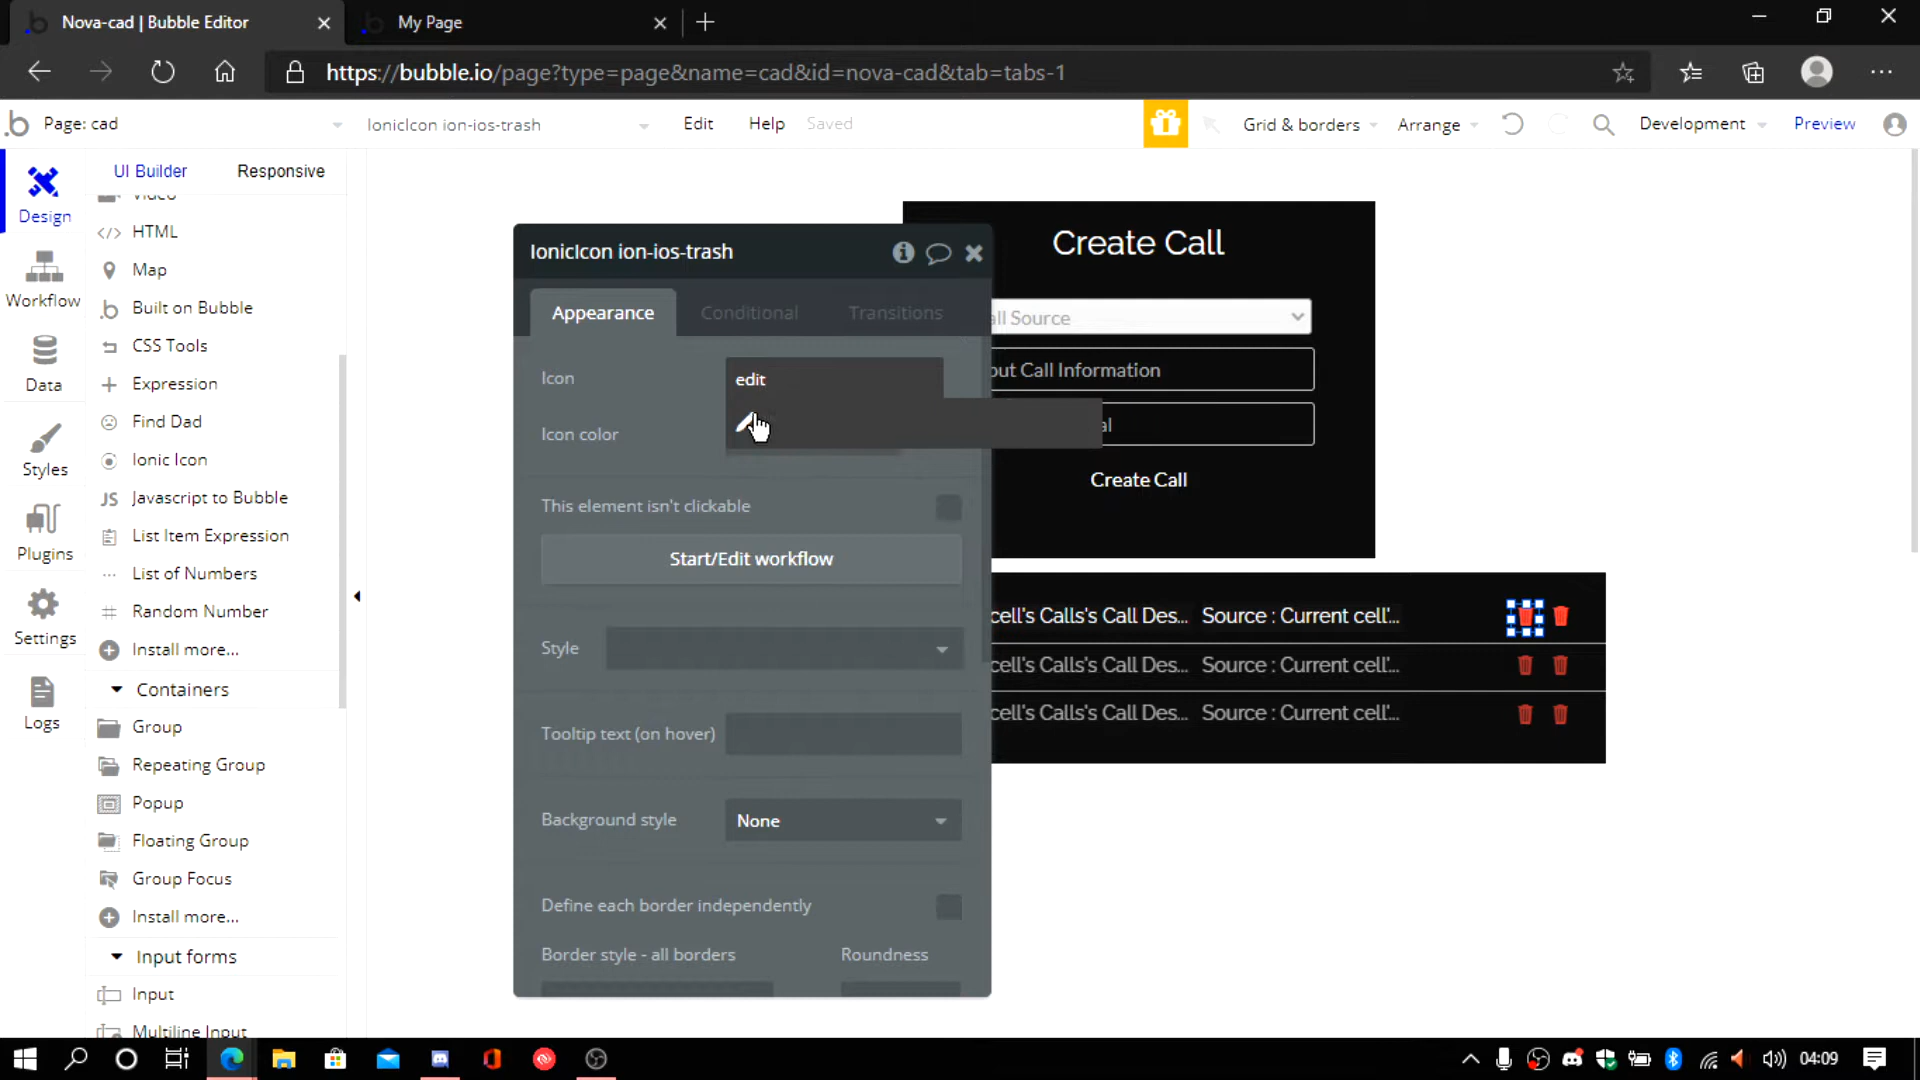 Nova-cad | Bubble Editor
My Page
https://bubble.io/page?type=page&name=cad&id=nova-cad&tab=tabs-1
Page: cad
IonicIcon ion-ios-trash
Edit
Help
Saved
Grid & borders
Arrange
Development
Preview
UI Builder
Responsive
Design
Workflow
Data
Styles
Plugins
Settings
Logs
Video
HTML
Map
Built on Bubble
CSS Tools
Expression
Find Dad
Ionic Icon
Javascript to Bubble
List Item Expression
List of Numbers
Random Number
Install more...
Containers
Group
Repeating Group
Popup
Floating Group
Group Focus
Install more...
Input forms
Input
Multiline Input
IonicIcon ion-ios-trash
Appearance
Conditional
Transitions
Icon
edit
Icon color
This element isn't clickable
Start/Edit workflow
Style
Tooltip text (on hover)
Background style
None
Define each border independently
Border style - all borders
Roundness
Create Call
all Source
out Call Information
al
Create Call
cell's Calls's Call Des... Source : Current cell'...
cell's Calls's Call Des... Source : Current cell'...
cell's Calls's Call Des... Source : Current cell'...
04:09